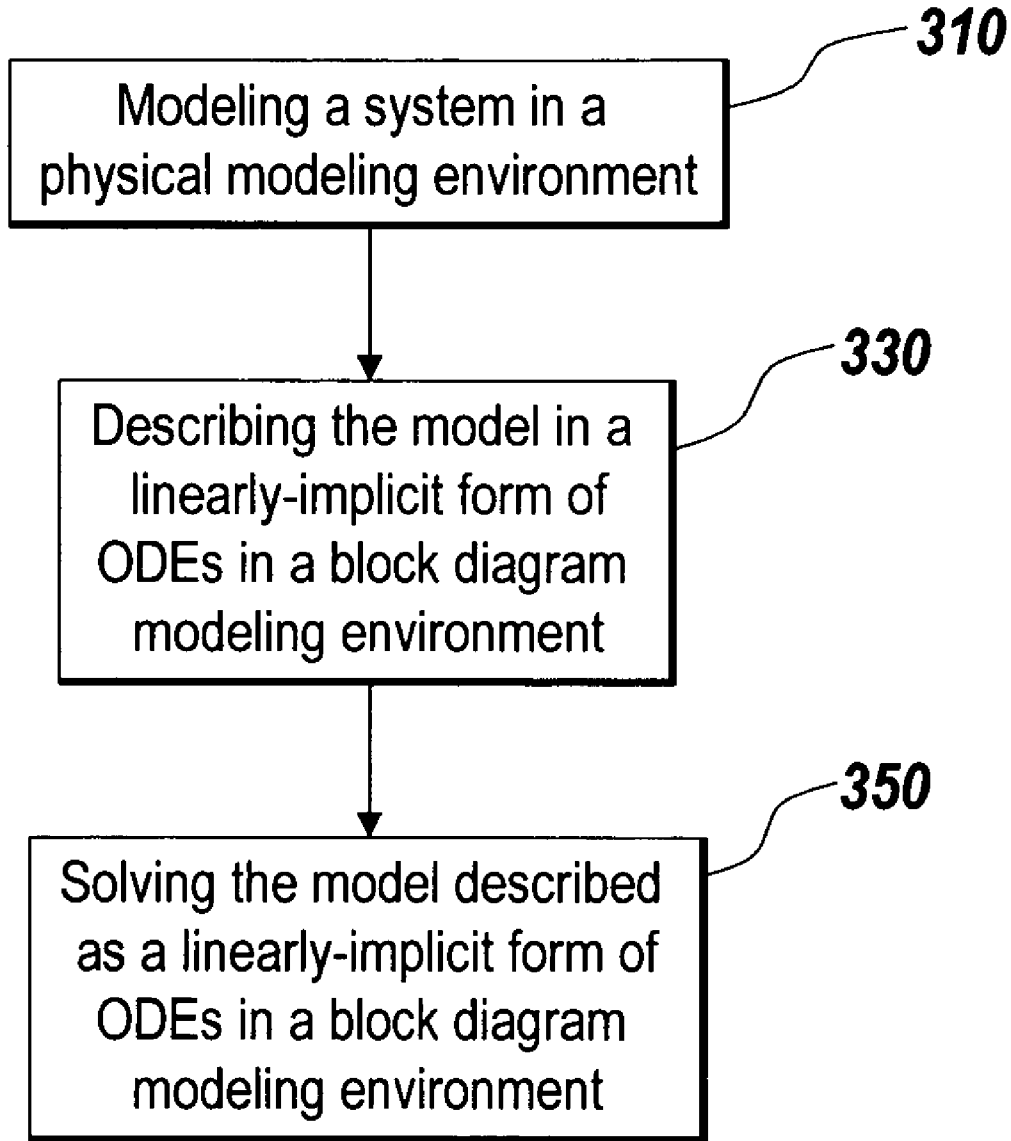 310
Modeling a system in a
physical modeling environment
330
Describing the model in a
linearly-implicit form of
ODEs in a block diagram
modeling environment
350
Solving the model described
as a linearly-implicit form of
ODEs in a block diagram
modeling environment